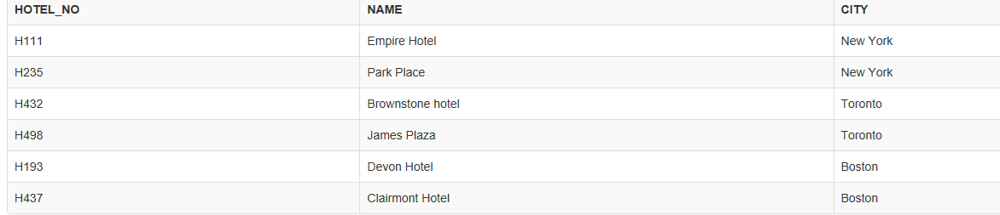 HOTEL_NO NAME CITY
H111 Empire Hotel New York
H235 Park Place New York
H432 Brownstone hotel Toronto
H498 James Plaza Toronto
H193 Devon Hotel Boston
H437 Clairmont Hotel Boston